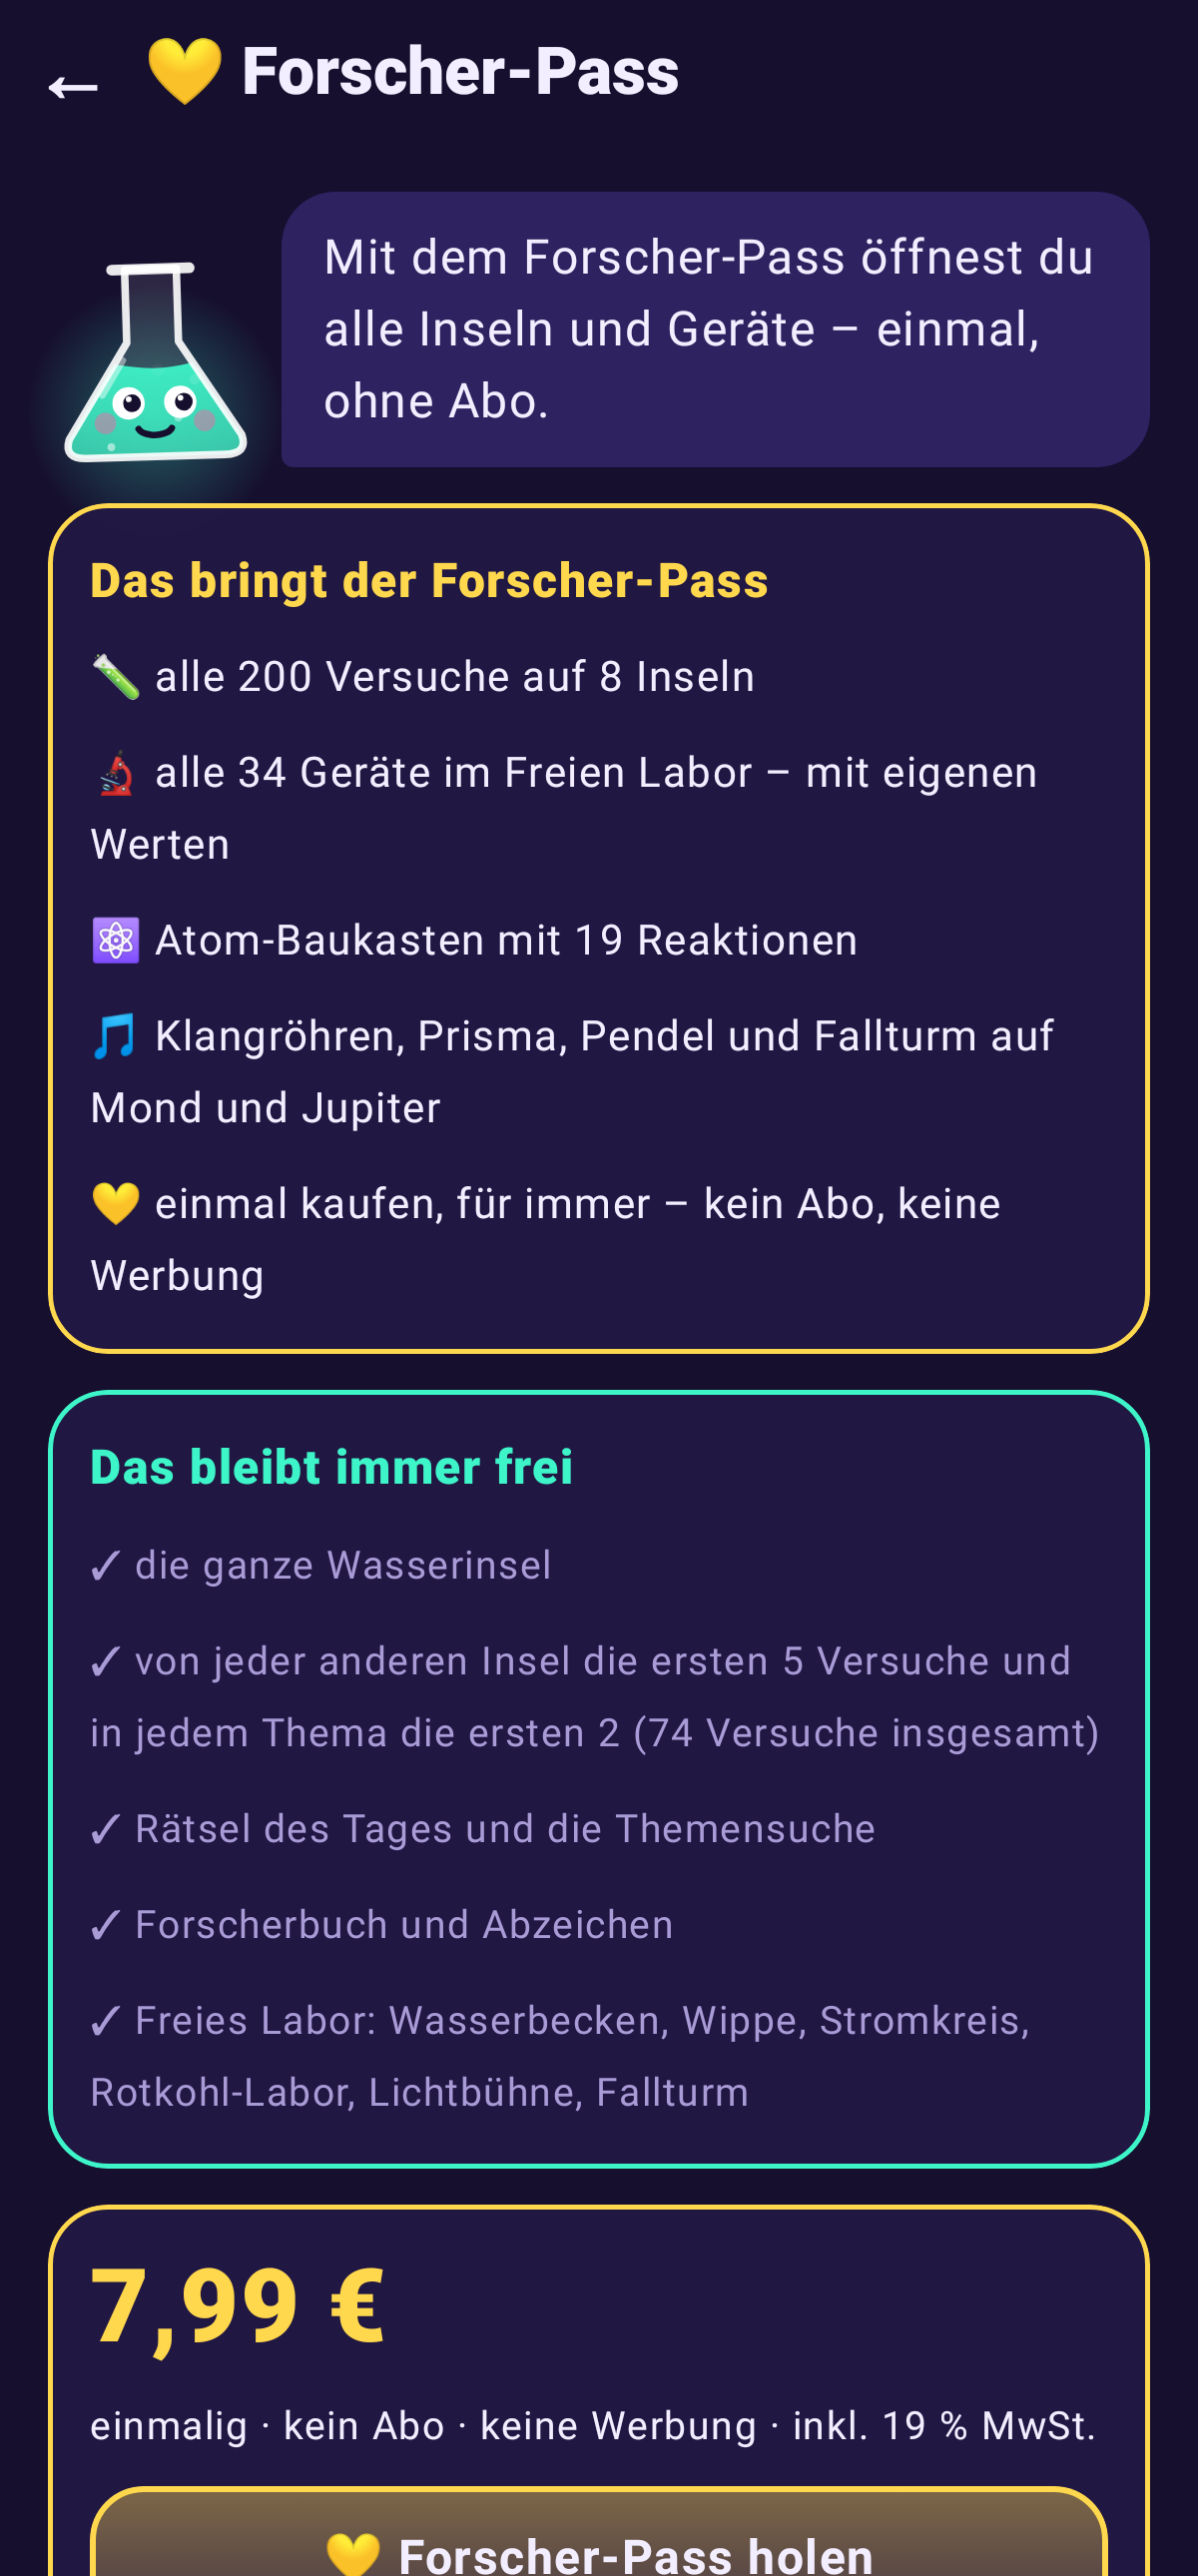 ← 💛 Forscher-Pass
Mit dem Forscher-Pass öffnest du
alle Inseln und Geräte – einmal,
ohne Abo.
Das bringt der Forscher-Pass
🧪 alle 200 Versuche auf 8 Inseln
🔬 alle 34 Geräte im Freien Labor – mit eigenen
Werten
⚛️ Atom-Baukasten mit 19 Reaktionen
🎵 Klangröhren, Prisma, Pendel und Fallturm auf
Mond und Jupiter
💛 einmal kaufen, für immer – kein Abo, keine
Werbung
Das bleibt immer frei
✓ die ganze Wasserinsel
✓ von jeder anderen Insel die ersten 5 Versuche und
in jedem Thema die ersten 2 (74 Versuche insgesamt)
✓ Rätsel des Tages und die Themensuche
✓ Forscherbuch und Abzeichen
✓ Freies Labor: Wasserbecken, Wippe, Stromkreis,
Rotkohl-Labor, Lichtbühne, Fallturm
7,99 €
einmalig · kein Abo · keine Werbung · inkl. 19 % MwSt.
💛 Forscher-Pass holen